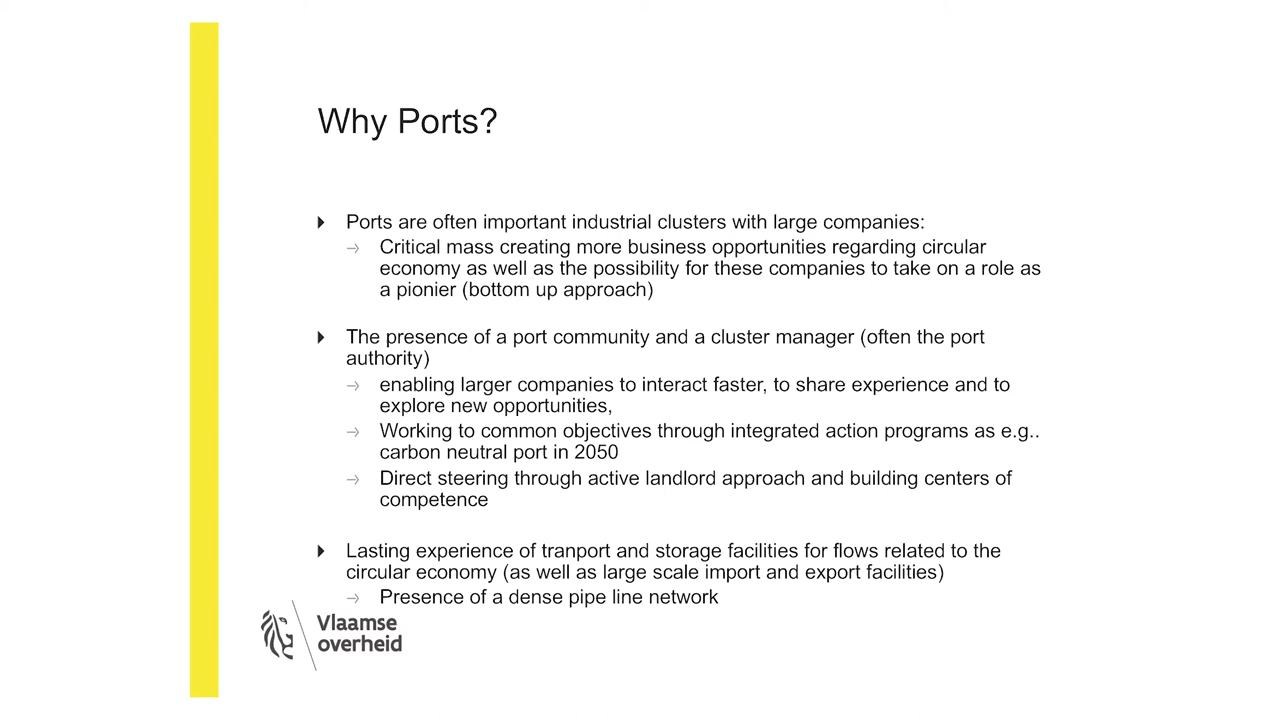 Why Ports?
Ports are often important industrial clusters with large companies:
Critical mass creating more business opportunities regarding circular
economy as well as the possibility for these companies to take on a role as
a pionier (bottom up approach)
The presence of a port community and a cluster manager (often the port
authority)
enabling larger companies to interact faster, to share experience and to
explore new opportunities,
Working to common objectives through integrated action programs as e.g..
carbon neutral port in 2050
Direct steering through active landlord approach and building centers of
competence
Lasting experience of tranport and storage facilities for flows related to the
circular economy (as well as large scale import and export facilities)
Presence of a dense pipe line network
Vlaamse
overheid